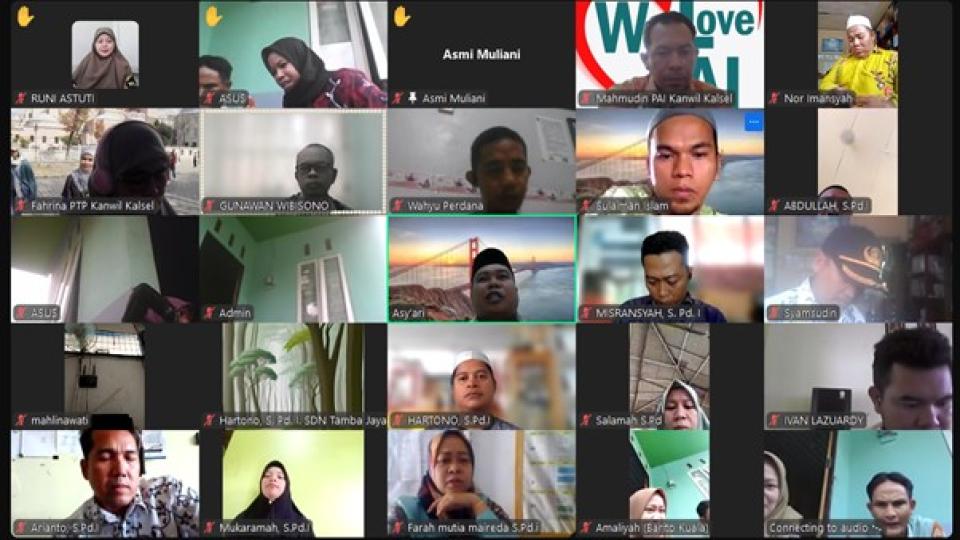 RUNI ASTUTI
ASUS
Asmi Muliani
Asmi Muliani
We Love
PAI
Mahmudin PAI Kanwil Kalsel
Nor Imansyah
Fahrina PTP Kanwil Kalsel
GUNAWAN WIBISONO
Wahyu Perdana
Sulaiman Islam
ABDULLAH, S.Pd.I
ASUS
Admin
Asy'ari
MISRANSYAH, S. Pd. I
Syamsudin
mahlinawati
Hartono, S. Pd. I. SDN Tamba Jaya
HARTONO, S.Pd.I
Salamah S.Pd
IVAN LAZUARDY
Arianto, S.Pd.I
Mukaramah, S.Pd.I
Farah mutia maireda S.Pd.i
Amaliyah (Barito Kuala)
Connecting to audio